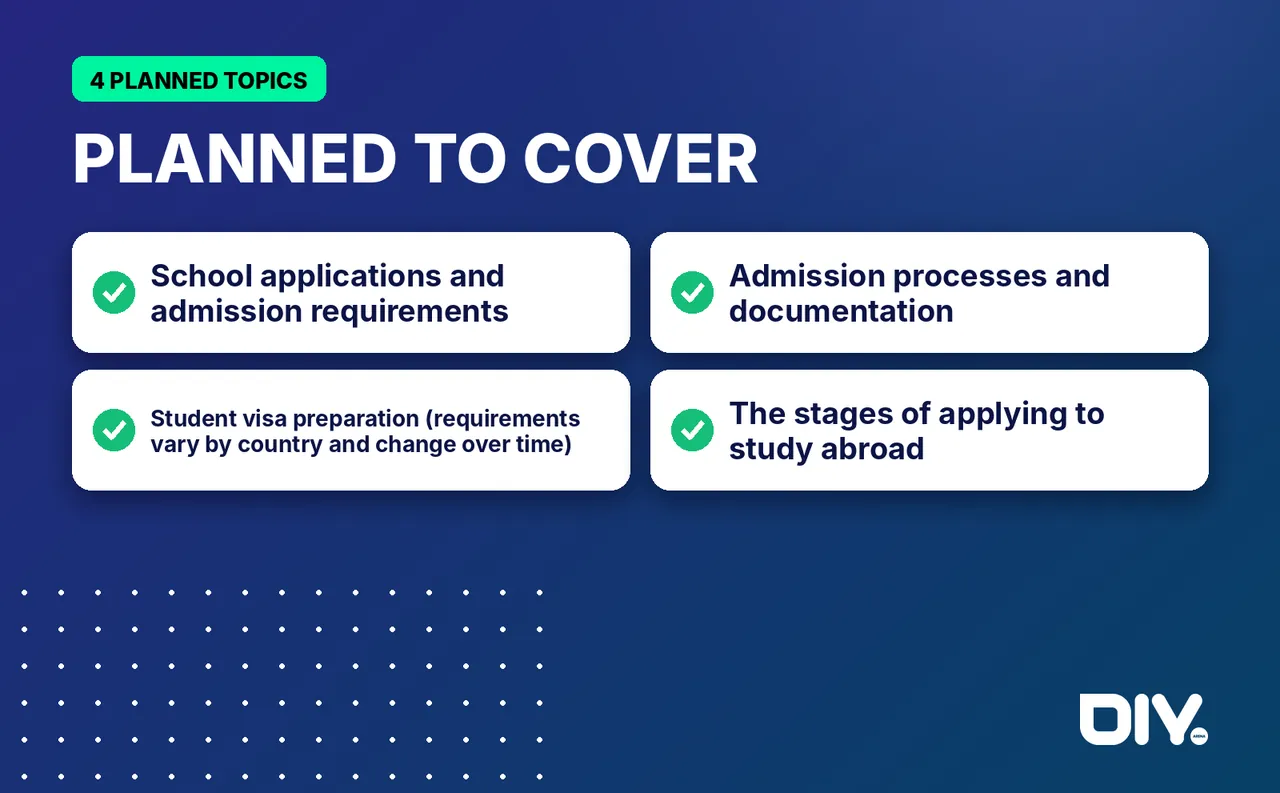 4 PLANNED TOPICS
PLANNED TO COVER
School applications and
admission requirements
Admission processes and
documentation
Student visa preparation (requirements
vary by country and change over time)
The stages of applying to
study abroad
DIY.
ARENA